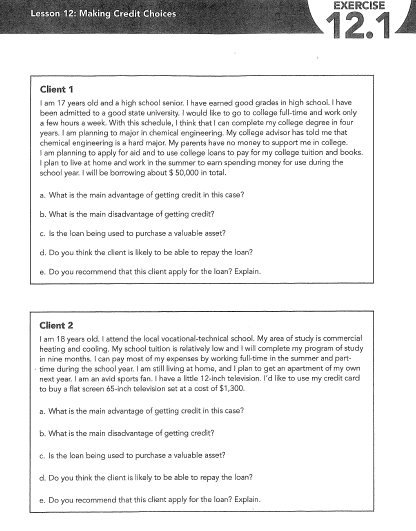 Lesson 12: Making Credit Choices
EXERCISE
12.1
Client 1
I am 17 years old and a high school senior. I have earned good grades in high school. I have
been admitted to a good state university. I would like to go to college full-time and work only
a few hours a week. With this schedule, I think that I can complete my college degree in four
years. I am planning to major in chemical engineering. My college advisor has told me that
chemical engineering is a hard major. My parents have no money to support me in college.
I am planning to apply for aid and to use college loans to pay for my college tuition and books.
I plan to live at home and work in the summer to earn spending money for use during the
school year. I will be borrowing about $ 50,000 in total.
a. What is the main advantage of getting credit in this case?
b. What is the main disadvantage of getting credit?
c. Is the loan being used to purchase a valuable asset?
d. Do you think the client is likely to be able to repay the loan?
e. Do you recommend that this client apply for the loan? Explain.
Client 2
I am 18 years old. I attend the local vocational-technical school. My area of study is commercial
heating and cooling. My school tuition is relatively low and I will complete my program of study
in nine months. I can pay most of my expenses by working full-time in the summer and part-
time during the school year. I am still living at home, and I plan to get an apartment of my own
next year. I am an avid sports fan. I have a little 12-inch television. I'd like to use my credit card
to buy a flat screen 65-inch television set at a cost of $1,300.
a. What is the main advantage of getting credit in this case?
b. What is the main disadvantage of getting credit?
c. Is the loan being used to purchase a valuable asset?
d. Do you think the client is likely to be able to repay the loan?
e. Do you recommend that this client apply for the loan? Explain.